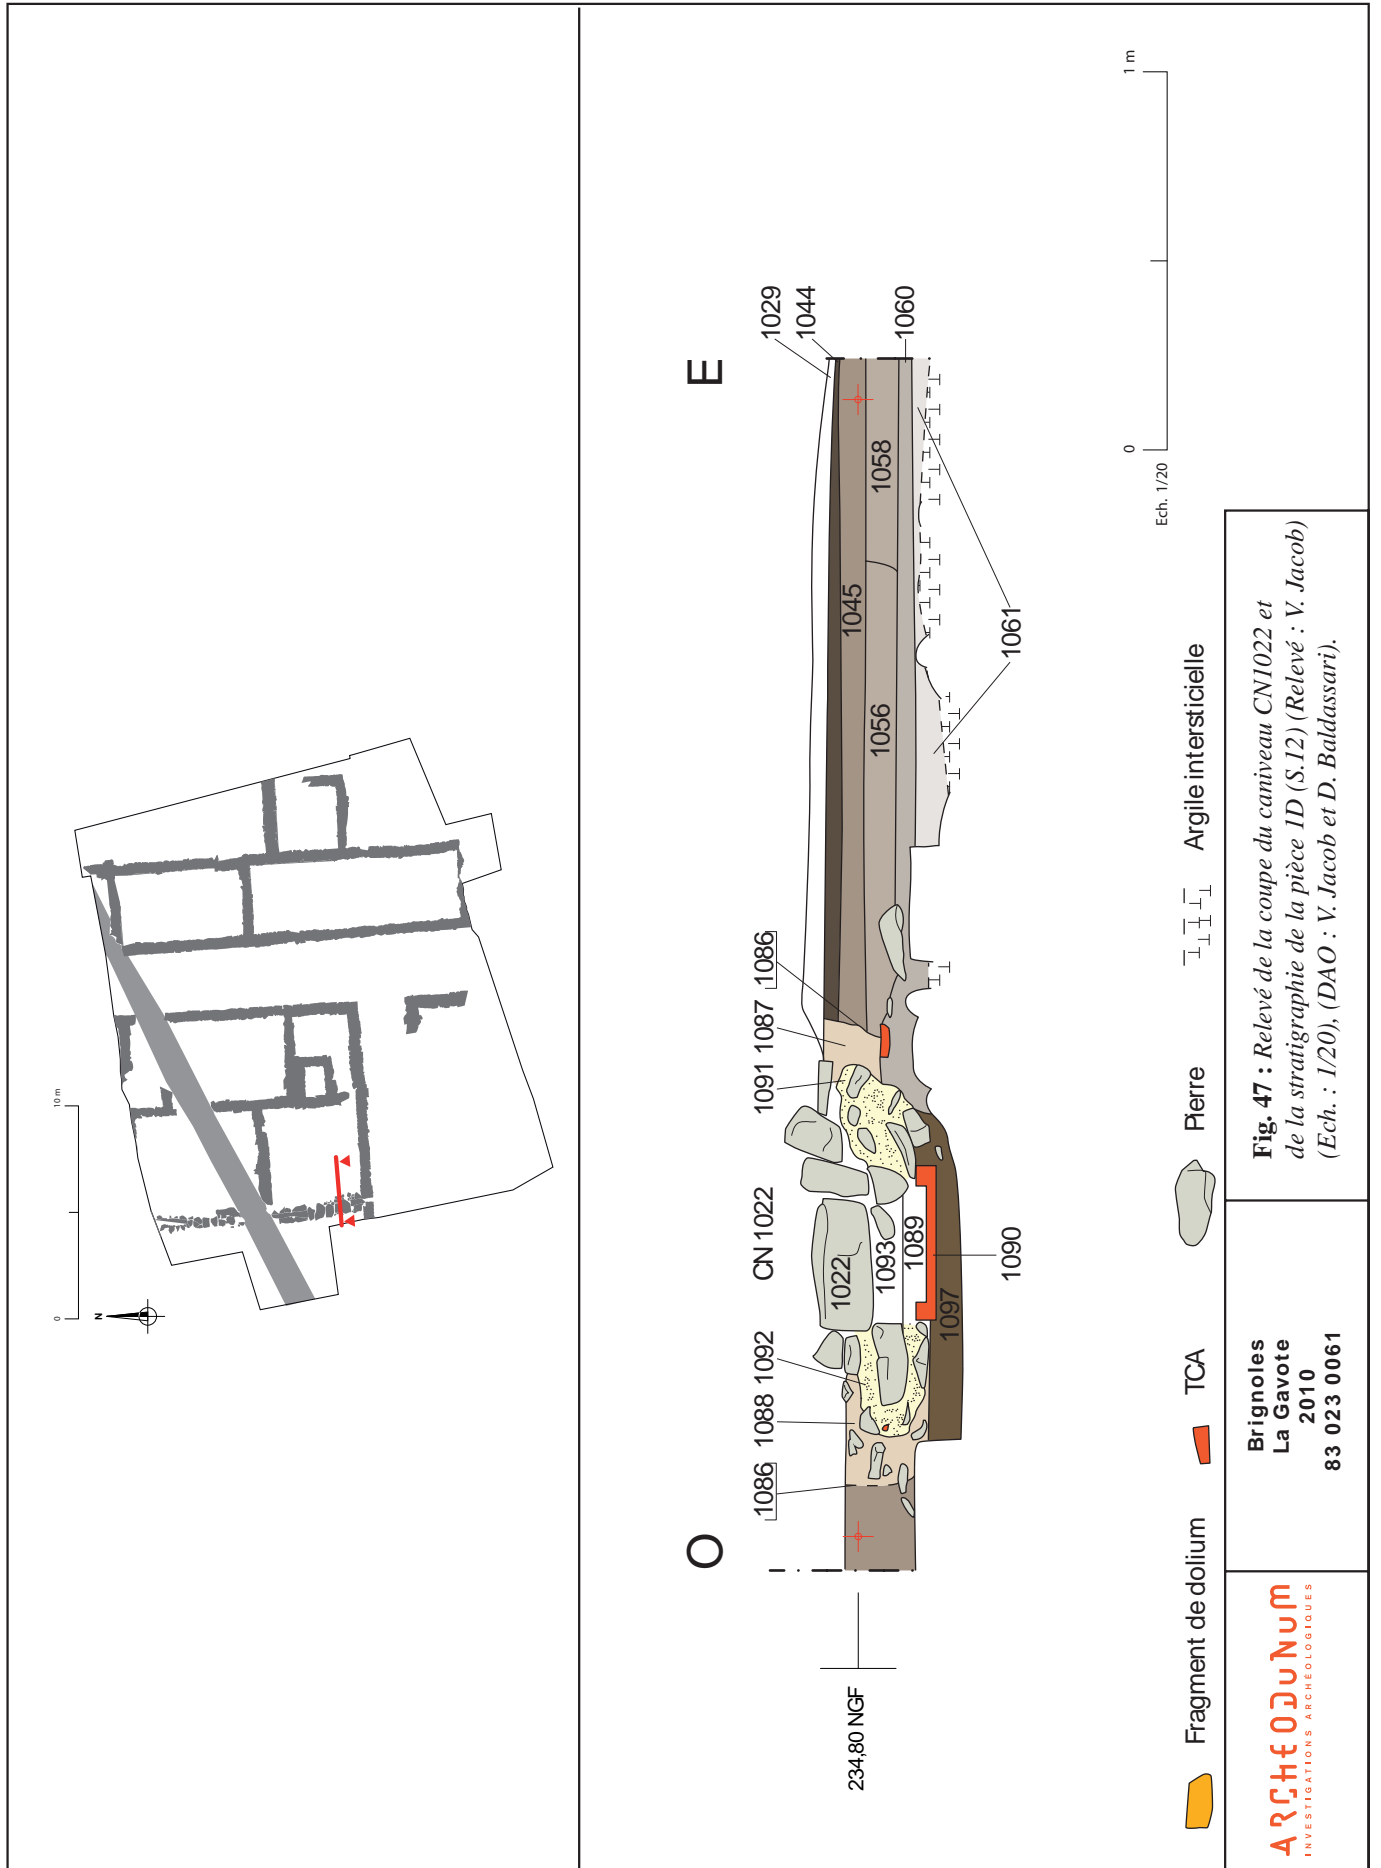 0
10 m
N
O
E
1086
1088
1092
CN 1022
1091
1087
1086
1029
1044
1022
1093
1089
1045
1056
1058
1060
1097
1090
1061
234,80 NGF
0
1 m
Ech. 1/20
Fragment de dolium
TCA
Pierre
Argile intersticielle
ARCHEODUNUM
INVESTIGATIONS ARCHÉOLOGIQUES
Brignoles
La Gavote
2010
83 023 0061
Fig. 47 : Relevé de la coupe du caniveau CN1022 et
de la stratigraphie de la pièce 1D (S.12) (Relevé : V. Jacob)
(Ech. : 1/20), (DAO : V. Jacob et D. Baldassari).